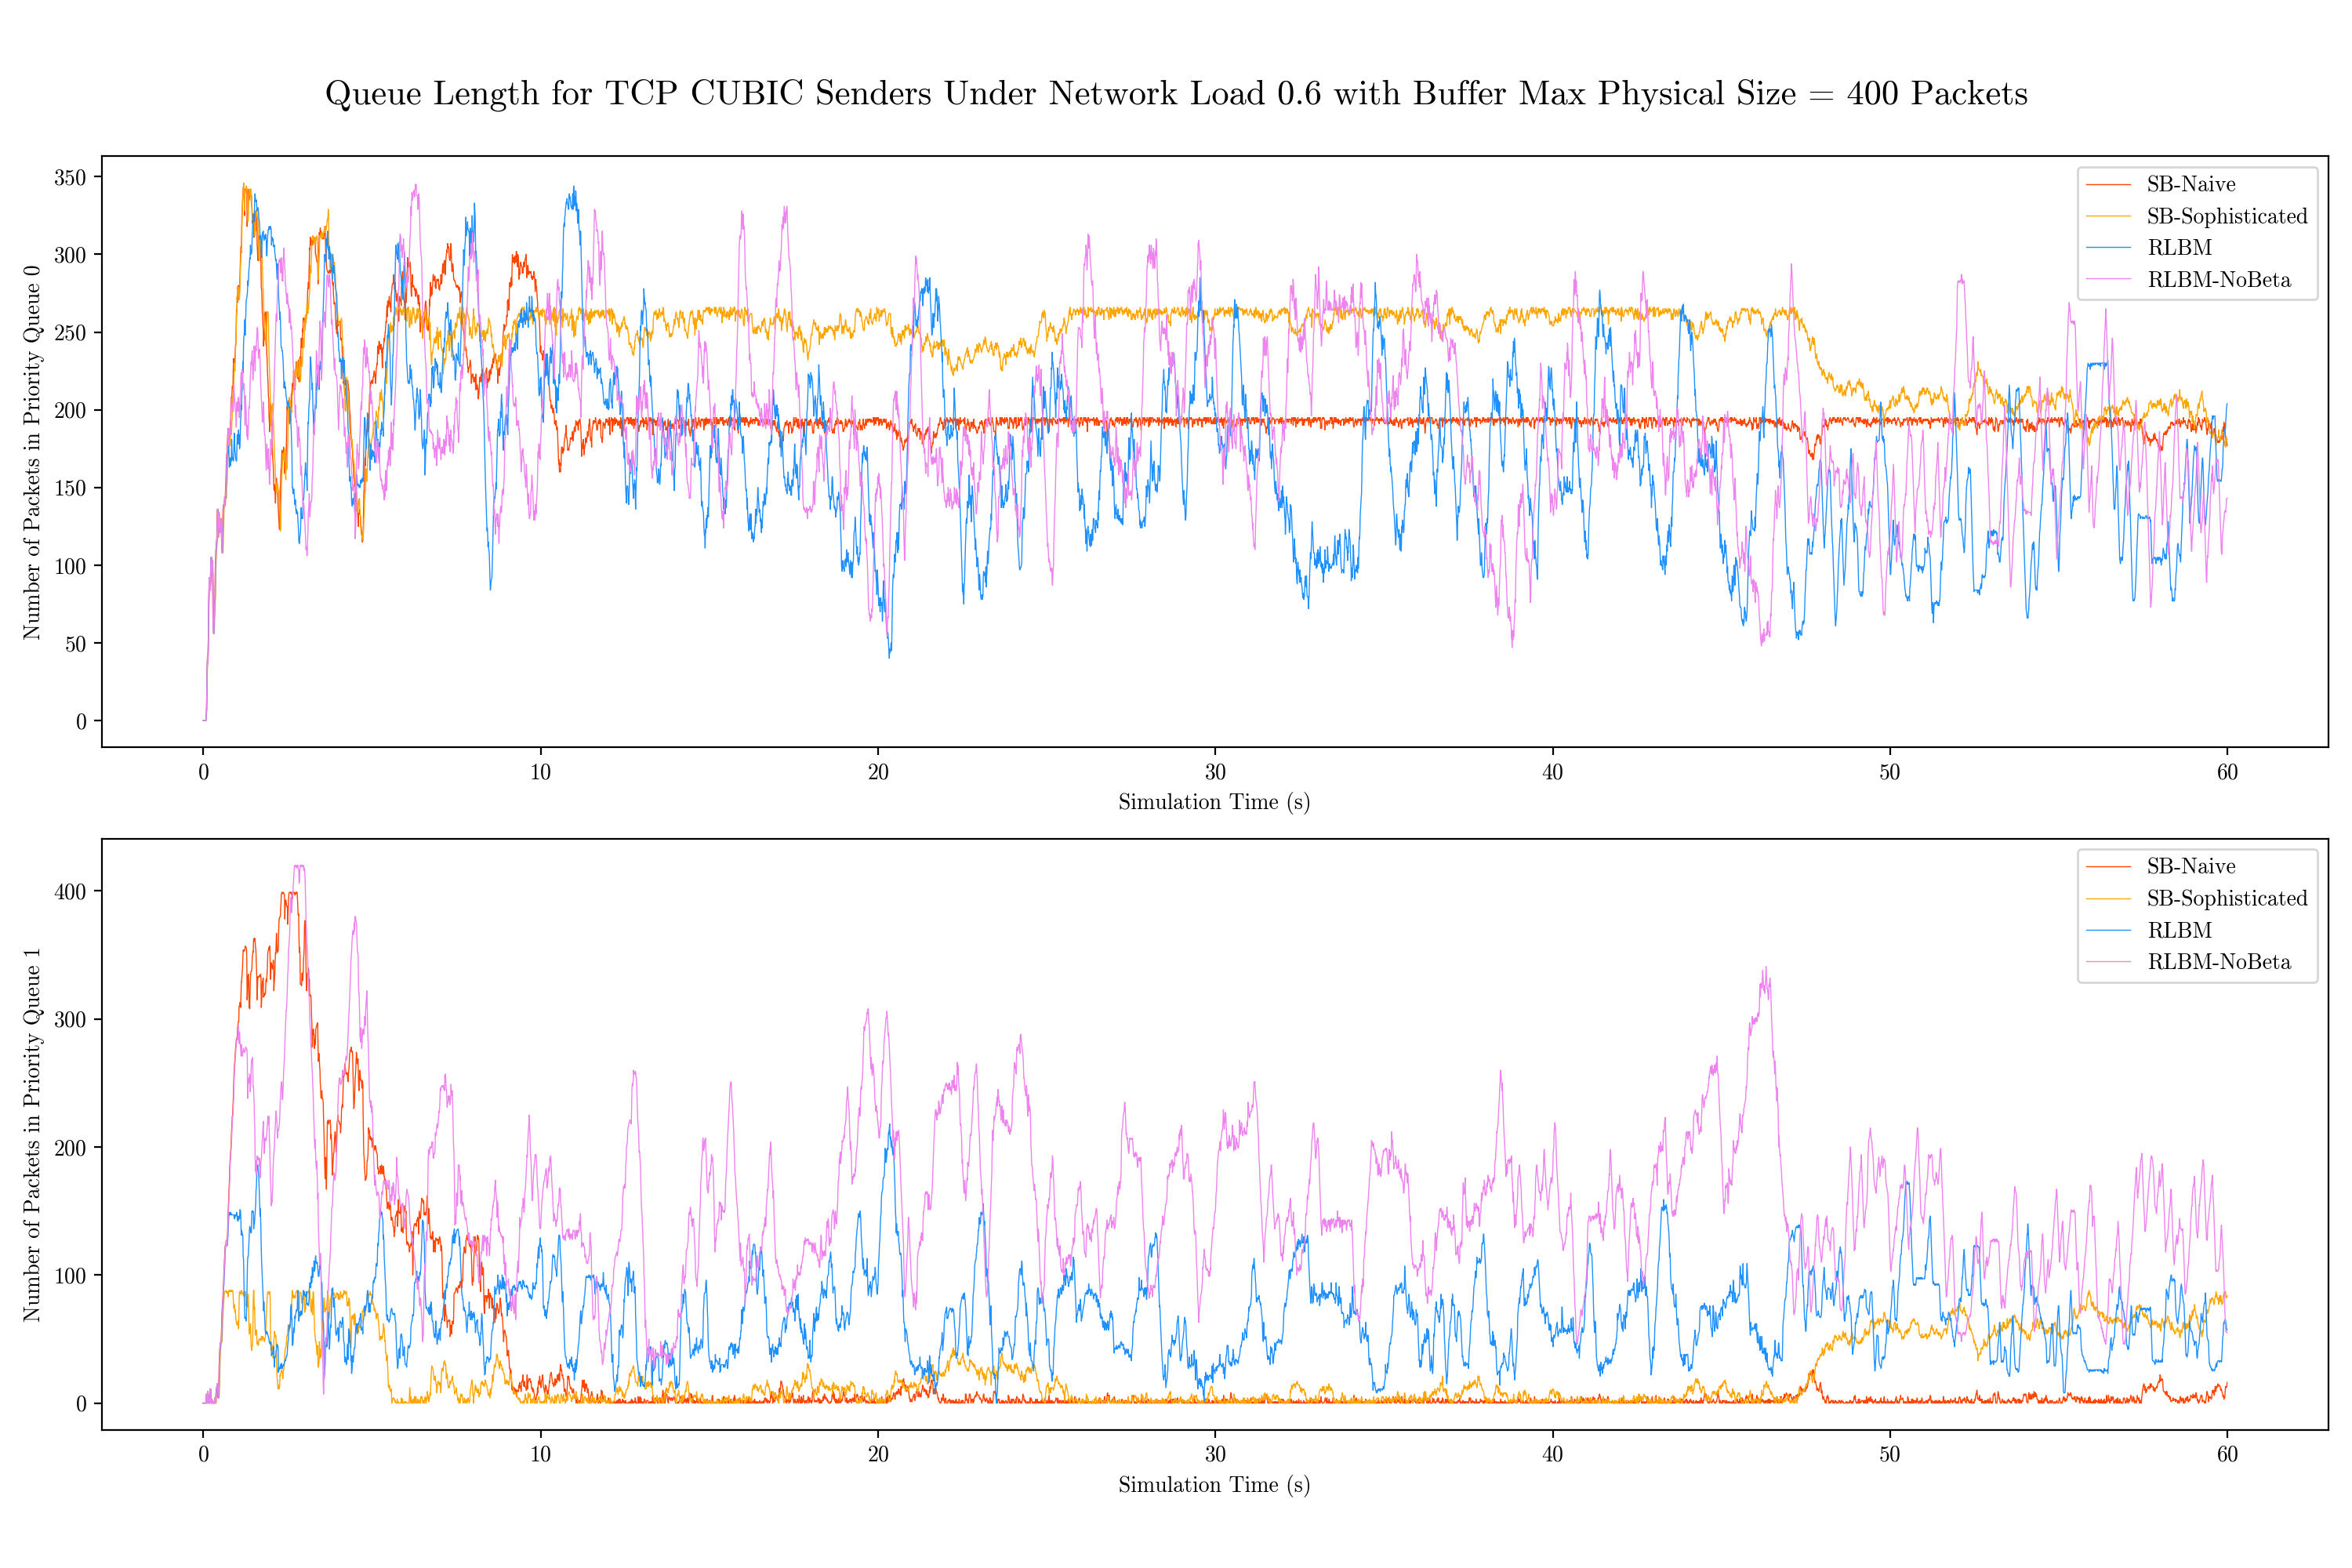 Queue Length for TCP CUBIC Senders Under Network Load 0.6 with Buffer Max Physical Size = 400 Packets
Number of Packets in Priority Queue 0
350
300
250
200
150
100
50
0
SB-Naive
SB-Sophisticated
RLBM
RLBM-NoBeta
0 10 20 30 40 50 60
Simulation Time (s)
Number of Packets in Priority Queue 1
400
300
200
100
0
SB-Naive
SB-Sophisticated
RLBM
RLBM-NoBeta
0 10 20 30 40 50 60
Simulation Time (s)